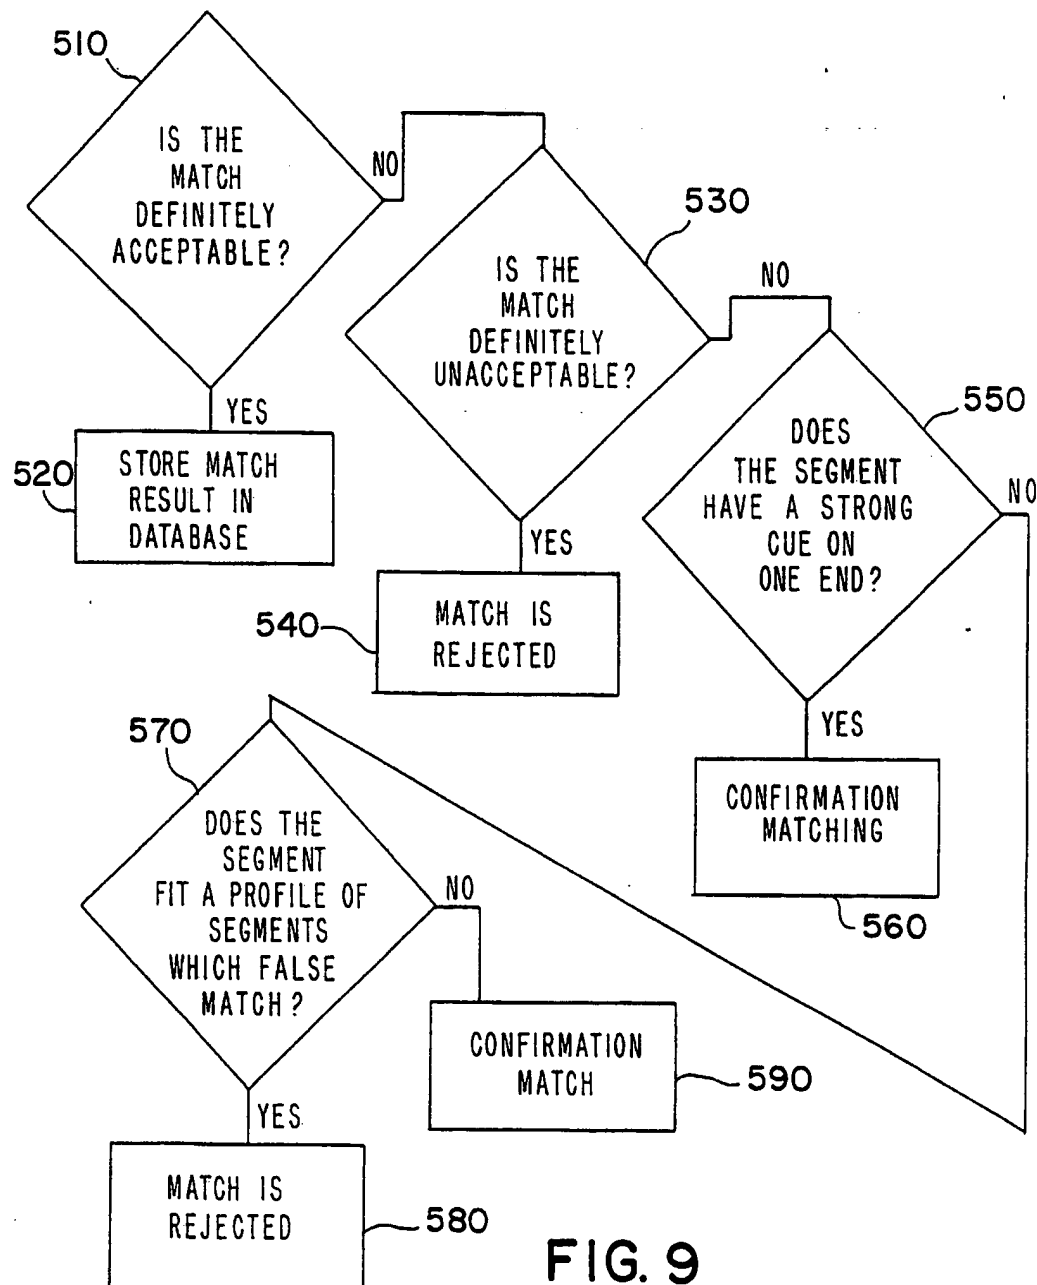 510
IS THE
MATCH
DEFINITELY
ACCEPTABLE?
NO
YES
520
STORE MATCH
RESULT IN
DATABASE
530
IS THE
MATCH
DEFINITELY
UNACCEPTABLE?
NO
YES
540
MATCH IS
REJECTED
550
DOES
THE SEGMENT
HAVE A STRONG
CUE ON
ONE END?
NO
YES
CONFIRMATION
MATCHING
560
570
DOES THE
SEGMENT
FIT A PROFILE OF
SEGMENTS
WHICH FALSE
MATCH?
NO
CONFIRMATION
MATCH
590
YES
MATCH IS
REJECTED
580
FIG. 9